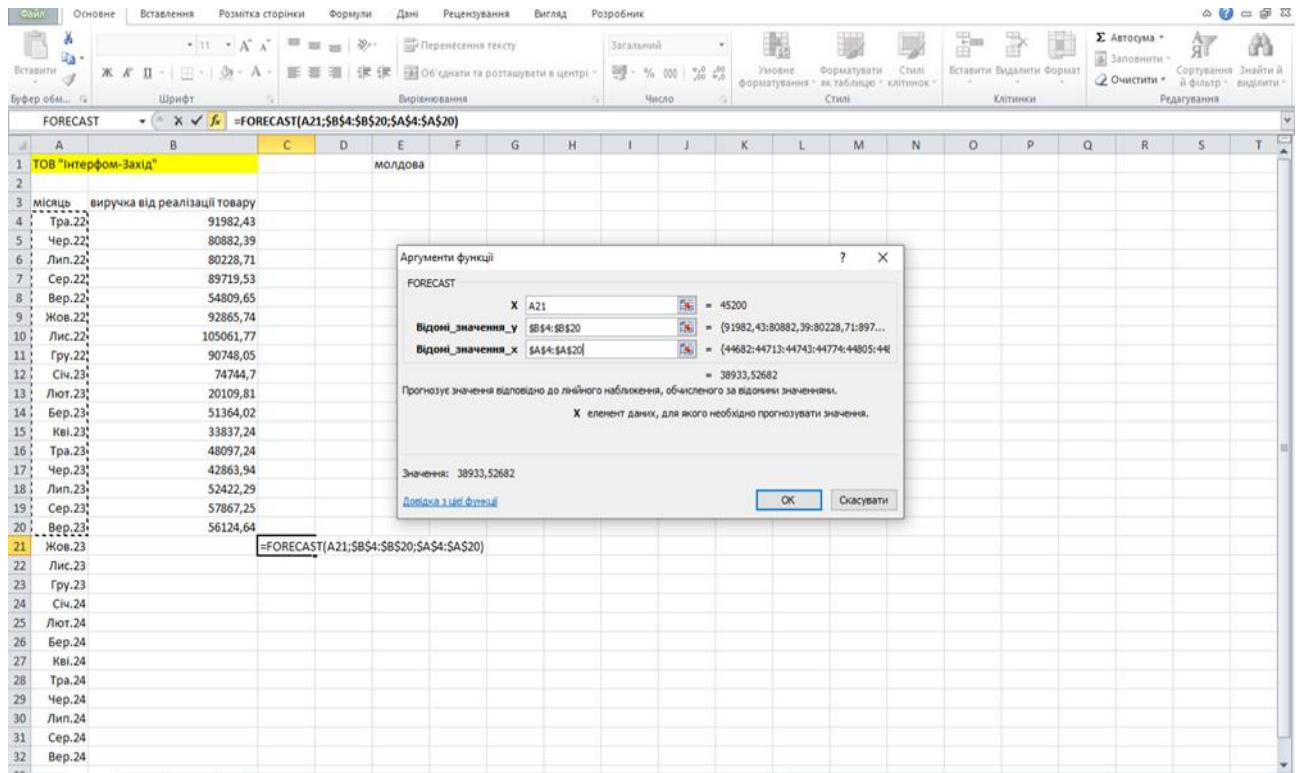 Файл Основне Вставлення Розмітка сторінки Формули Дані Рецензування Вигляд Розробник
Вставити
Буфер обм...
11
Ж К П
Шрифт
Перенесення тексту
Об'єднати та розташувати в центрі
Вирівнювання
Загальний
% 000
Число
Умовне форматування
Форматувати як таблицю
Стилі клітинок
Стилі
Вставити Видалити Формат
Клітинки
Σ Автосума
Заповнити
Очистити
Сортування й фільтр
Знайти й виділити
Редагування
FORECAST fx =FORECAST(A21;$B$4:$B$20;$A$4:$A$20)
A B C D E F G H I J K L M N O P Q R S T
1 ТОВ "Інтерфом-Захід" молдова
2
3 місяць виручка від реалізації товару
4 Тра.22 91982,43
5 Чер.22 80882,39
6 Лип.22 80228,71
7 Сер.22 89719,53
8 Вер.22 54809,65
9 Жов.22 92865,74
10 Лис.22 105061,77
11 Гру.22 90748,05
12 Січ.23 74744,7
13 Лют.23 20109,81
14 Бер.23 51364,02
15 Кві.23 33837,24
16 Тра.23 48097,24
17 Чер.23 42863,94
18 Лип.23 52422,29
19 Сер.23 57867,25
20 Вер.23 56124,64
21 Жов.23 =FORECAST(A21;$B$4:$B$20;$A$4:$A$20)
22 Лис.23
23 Гру.23
24 Січ.24
25 Лют.24
26 Бер.24
27 Кві.24
28 Тра.24
29 Чер.24
30 Лип.24
31 Сер.24
32 Вер.24
Аргументи функції ?
FORECAST
X A21 = 45200
Відомі_значення_y $B$4:$B$20 = {91982,43:80882,39:80228,71:897...
Відомі_значення_x $A$4:$A$20 = {44682:44713:44743:44774:44805:448
= 38933,52682
Прогнозує значення відповідно до лінійного наближення, обчисленого за відомими значеннями.
X елемент даних, для якого необхідно прогнозувати значення.
Значення: 38933,52682
Довідка з цієї функції
OK Скасувати